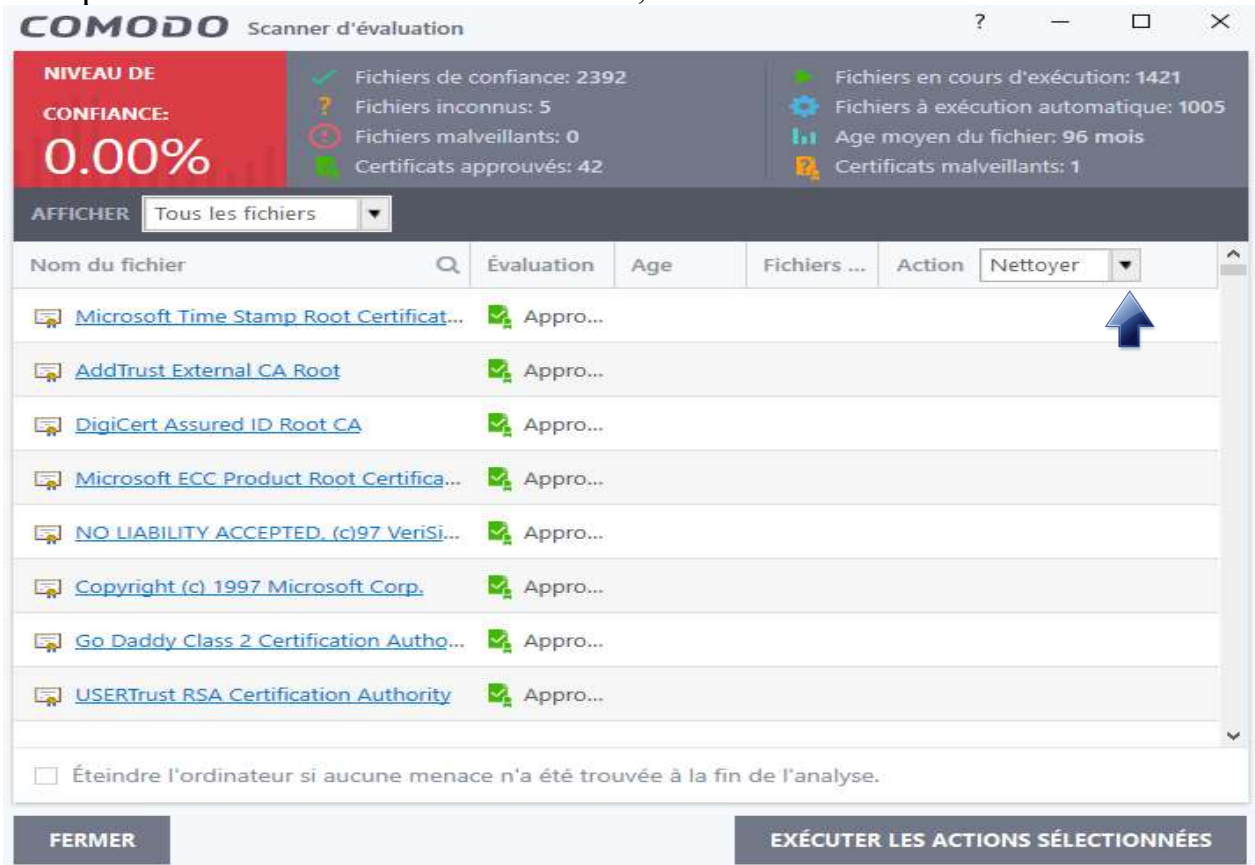 COMODO Scanner d'évaluation
?
NIVEAU DE
CONFIANCE:
0.00%
Fichiers de confiance: 2392
Fichiers inconnus: 5
Fichiers malveillants: 0
Certificats approuvés: 42
Fichiers en cours d'exécution: 1421
Fichiers à exécution automatique: 1005
Age moyen du fichier: 96 mois
Certificats malveillants: 1
AFFICHER Tous les fichiers
Nom du fichier Évaluation Age Fichiers ... Action Nettoyer
Microsoft Time Stamp Root Certificat... Appro...
AddTrust External CA Root Appro...
DigiCert Assured ID Root CA Appro...
Microsoft ECC Product Root Certifica... Appro...
NO LIABILITY ACCEPTED, (c)97 VeriSi... Appro...
Copyright (c) 1997 Microsoft Corp. Appro...
Go Daddy Class 2 Certification Autho... Appro...
USERTrust RSA Certification Authority Appro...
Éteindre l'ordinateur si aucune menace n'a été trouvée à la fin de l'analyse.
FERMER
EXÉCUTER LES ACTIONS SÉLECTIONNÉES